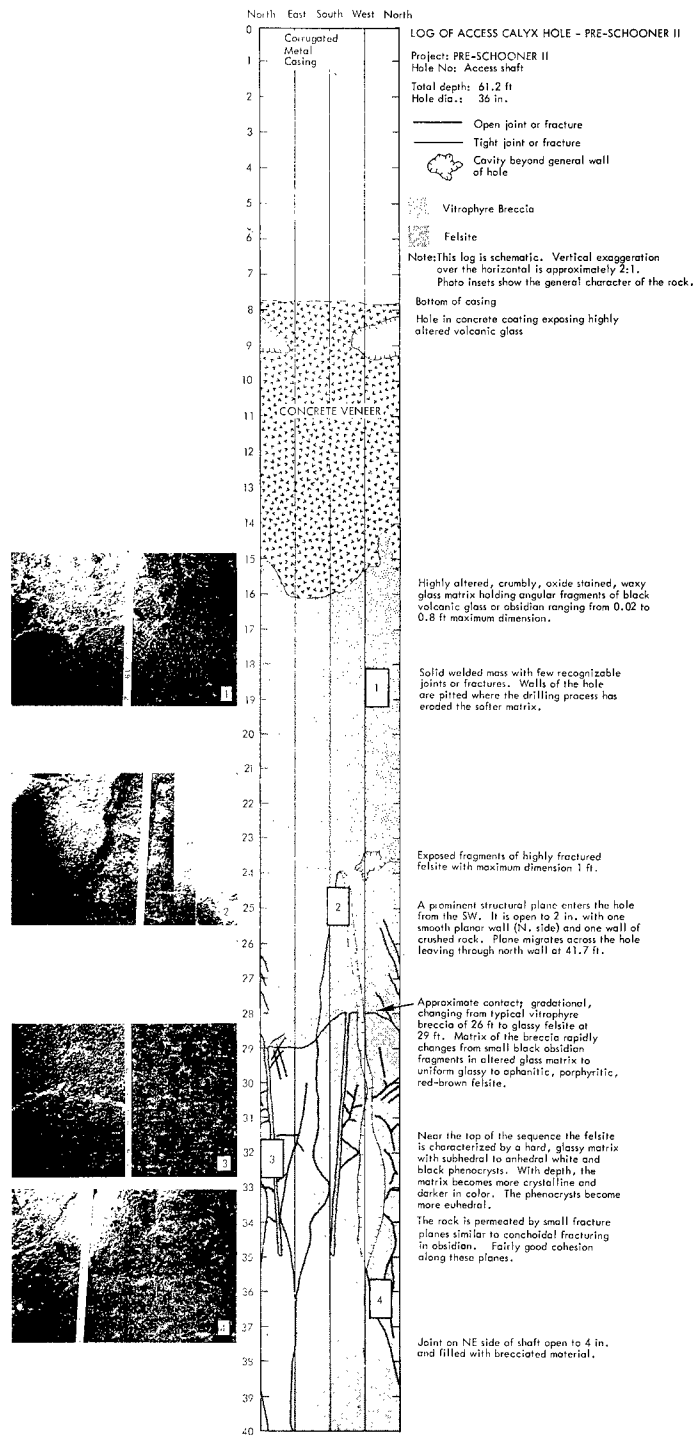 North East South West North
LOG OF ACCESS CALYX HOLE - PRE-SCHOONER II
Project: PRE-SCHOONER II
Hole No: Access shaft
Total depth: 61.2 ft
Hole dia.: 36 in.
Open joint or fracture
Tight joint or fracture
Cavity beyond general wall
of hole
Vitrophyre Breccia
Felsite
Note: This log is schematic. Vertical exaggeration
over the horizontal is approximately 2:1.
Photo insets show the general character of the rock.
Corrugated
Metal
Casing
Bottom of casing
Hole in concrete coating exposing highly
altered volcanic glass
CONCRETE VENEER
Highly altered, crumbly, oxide stained, waxy
glass matrix holding angular fragments of black
volcanic glass or obsidian ranging from 0.02 to
0.8 ft maximum dimension.
Solid welded mass with few recognizable
joints or fractures. Walls of the hole
are pitted where the drilling process has
eroded the softer matrix.
Exposed fragments of highly fractured
felsite with maximum dimension 1 ft.
A prominent structural plane enters the hole
from the SW. It is open to 2 in. with one
smooth planar wall (N. side) and one wall of
crushed rock. Plane migrates across the hole
leaving through north wall at 41.7 ft.
Approximate contact; gradational,
changing from typical vitrophyre
breccia of 26 ft to glassy felsite at
29 ft. Matrix of the breccia rapidly
changes from small black obsidian
fragments in altered glass matrix to
uniform glassy to aphanitic, porphyritic,
red-brown felsite.
Near the top of the sequence the felsite
is characterized by a hard, glassy matrix
with subhedral to anhedral white and
black phenocrysts. With depth, the
matrix becomes more crystalline and
darker in color. The phenocrysts become
more euhedral.
The rock is permeated by small fracture
planes similar to conchoidal fracturing
in obsidian. Fairly good cohesion
along these planes.
Joint on NE side of shaft open to 4 in.
and filled with brecciated material.
0
1
2
3
4
5
6
7
8
9
10
11
12
13
14
15
16
17
18
19
20
21
22
23
24
25
26
27
28
29
30
31
32
33
34
35
36
37
35
39
40
1
2
3
4
1
2
3
4